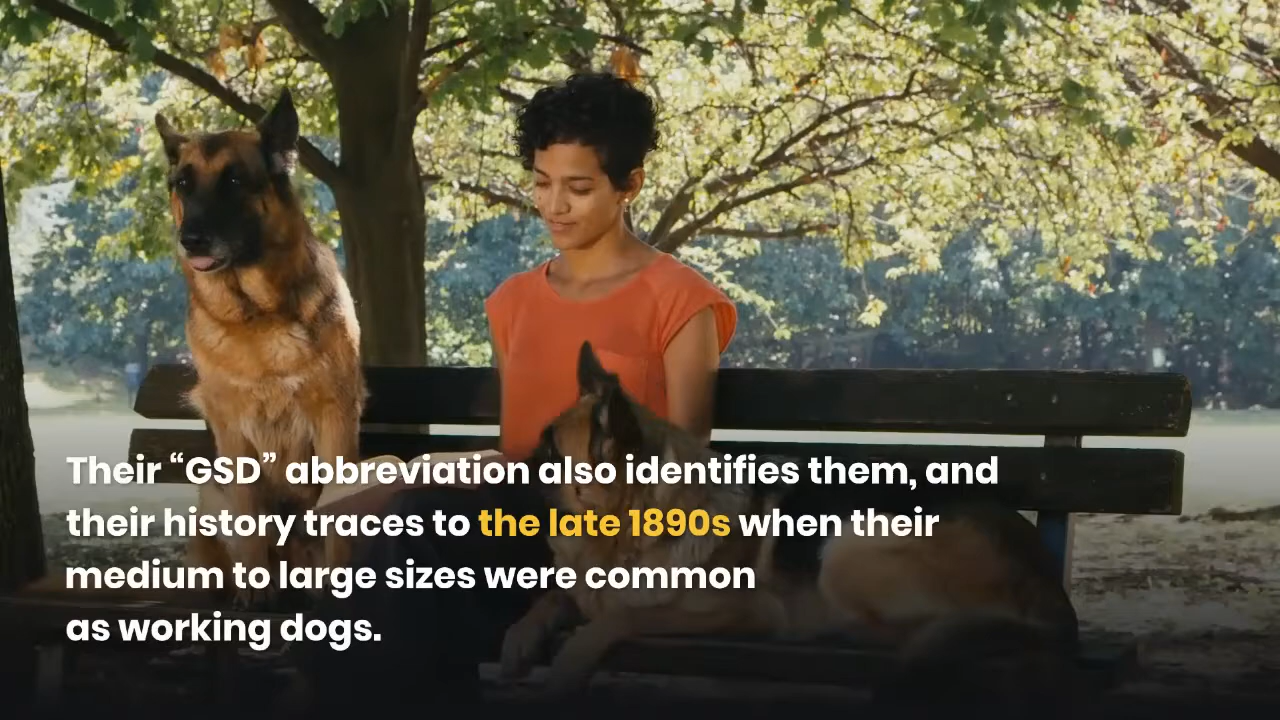 Their “GSD” abbreviation also identifies them, and
their history traces to the late 1890s when their
medium to large sizes were common
as working dogs.